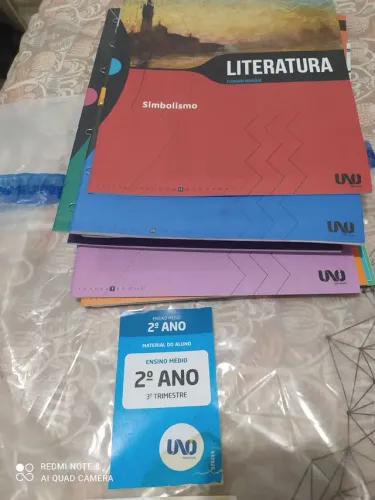 LITERATURA
Simbolismo
UNO
UNO
UNO
ENSINO MÉDIO
2º ANO
MATERIAL DO ALUNO
ENSINO MÉDIO
2º ANO
3º TRIMESTRE
UNO
REDMI NOTE 8
AI QUAD CAMERA